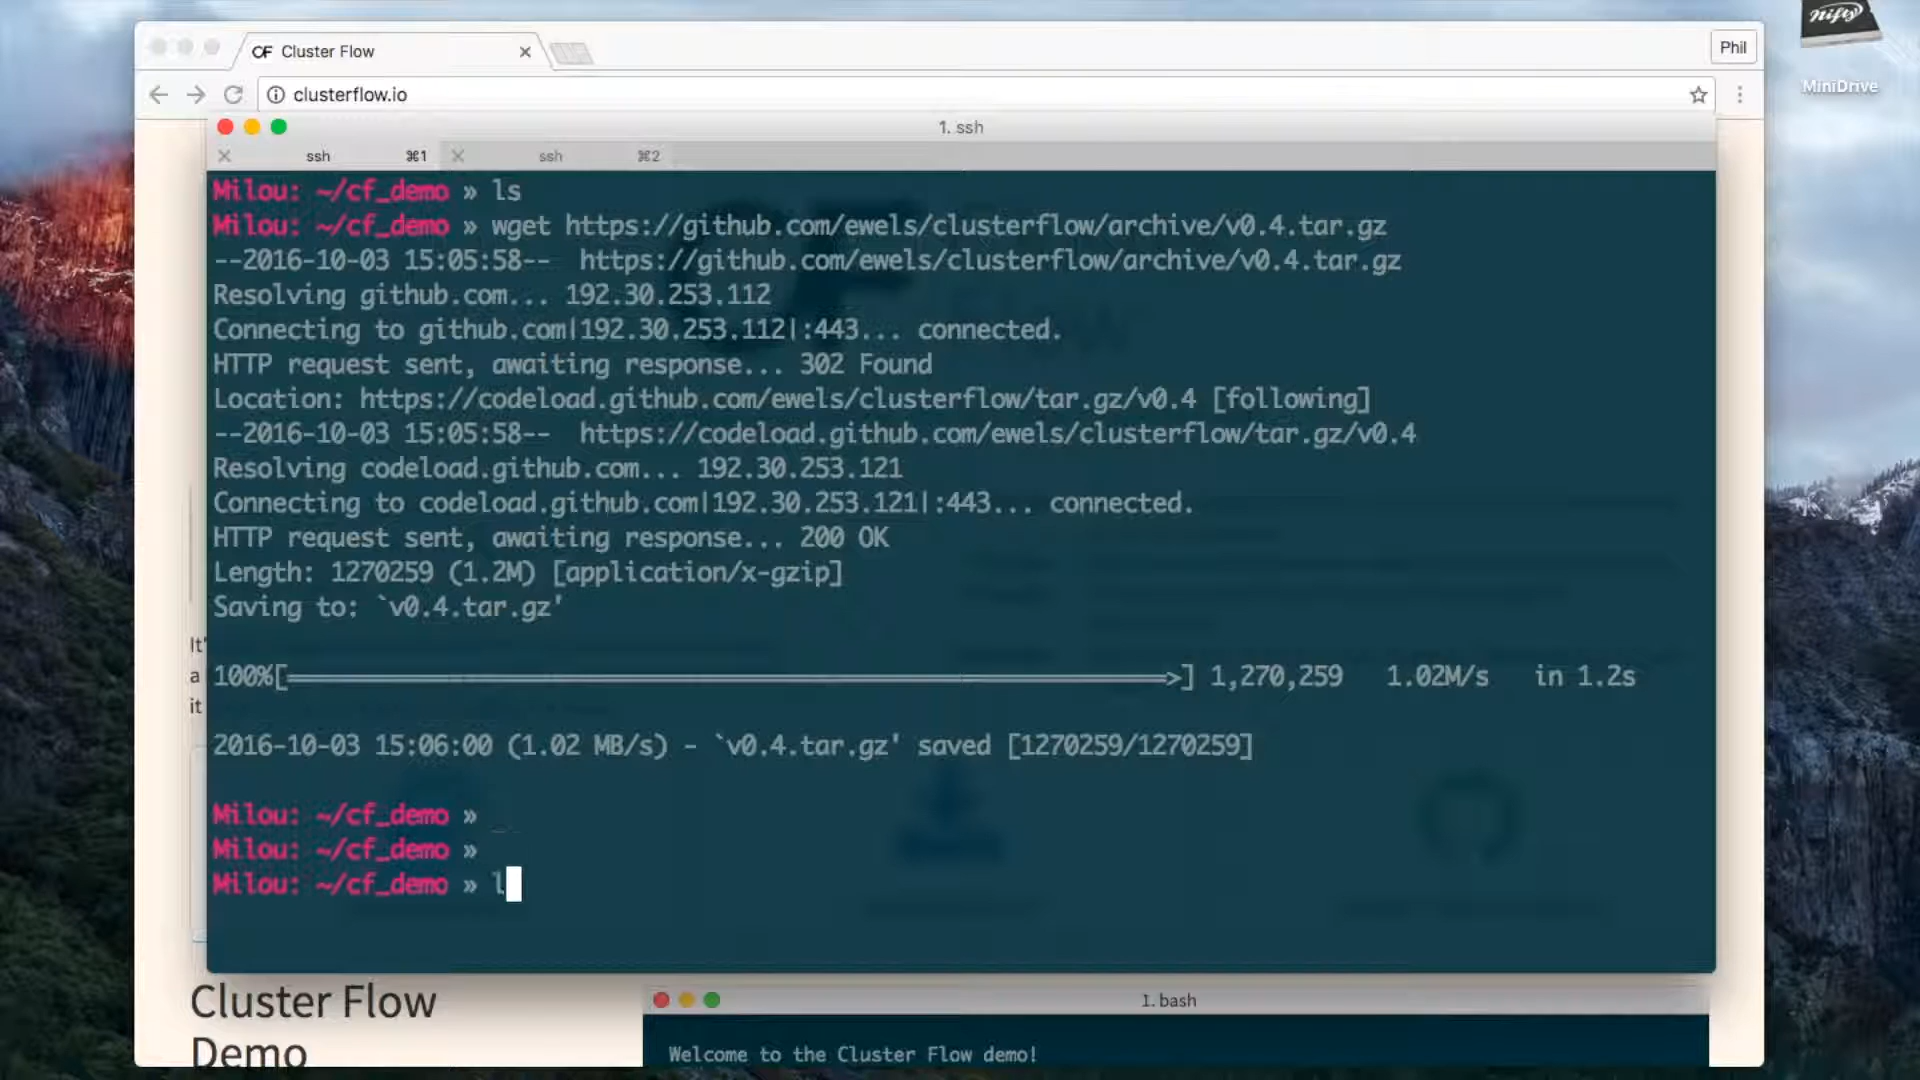 nifty
MiniDrive
CF Cluster Flow
Phil
clusterflow.io
1. ssh
ssh ⌘1 ssh ⌘2
Milou: ~/cf_demo » ls
Milou: ~/cf_demo » wget https://github.com/ewels/clusterflow/archive/v0.4.tar.gz
--2016-10-03 15:05:58--  https://github.com/ewels/clusterflow/archive/v0.4.tar.gz
Resolving github.com... 192.30.253.112
Connecting to github.com|192.30.253.112|:443... connected.
HTTP request sent, awaiting response... 302 Found
Location: https://codeload.github.com/ewels/clusterflow/tar.gz/v0.4 [following]
--2016-10-03 15:05:58--  https://codeload.github.com/ewels/clusterflow/tar.gz/v0.4
Resolving codeload.github.com... 192.30.253.121
Connecting to codeload.github.com|192.30.253.121|:443... connected.
HTTP request sent, awaiting response... 200 OK
Length: 1270259 (1.2M) [application/x-gzip]
Saving to: `v0.4.tar.gz'
It'
a
it
100%[============================================================>] 1,270,259   1.02M/s   in 1.2s
2016-10-03 15:06:00 (1.02 MB/s) - `v0.4.tar.gz' saved [1270259/1270259]
Milou: ~/cf_demo »
Milou: ~/cf_demo »
Milou: ~/cf_demo » l
Cluster Flow
Demo
1. bash
Welcome to the Cluster Flow demo!